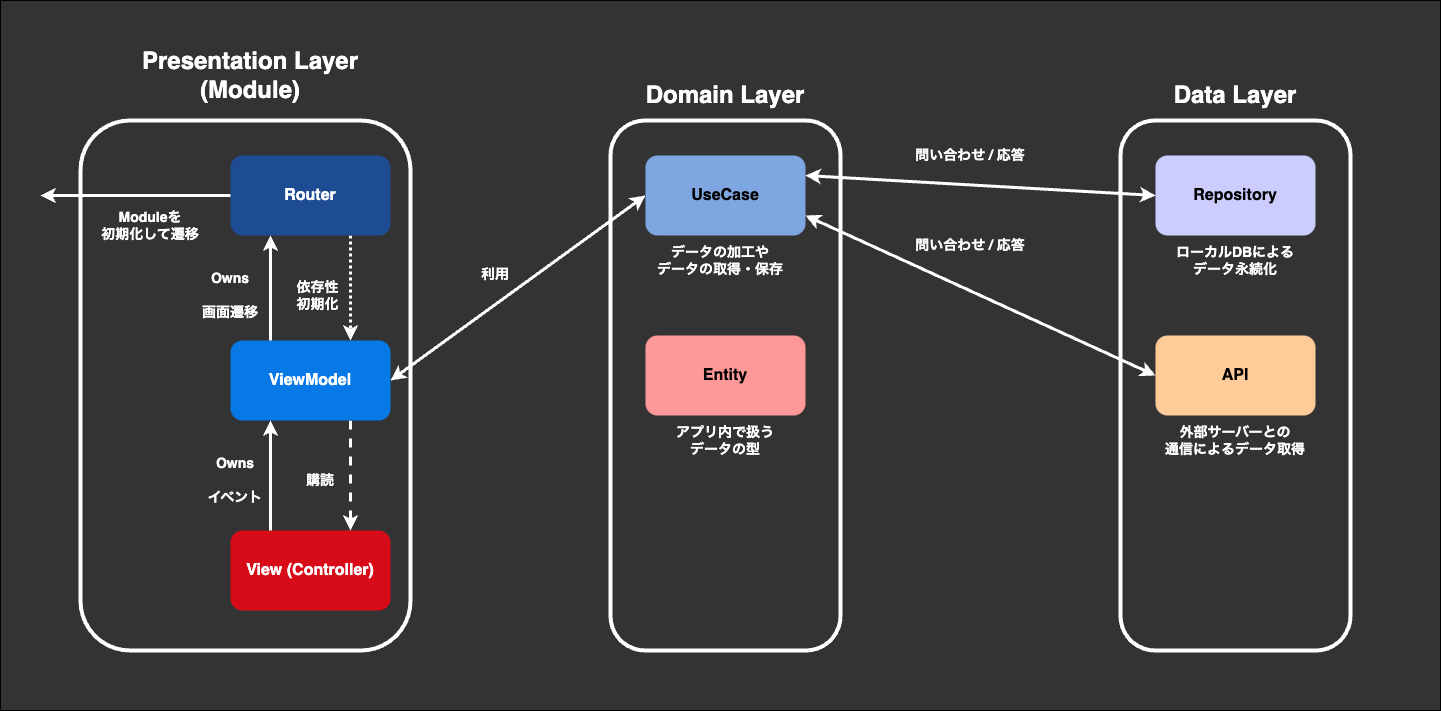 Presentation Layer
(Module)
Router
Moduleを
初期化して遷移
Owns
画面遷移
依存性
初期化
ViewModel
Owns
イベント
購読
View (Controller)
利用
Domain Layer
UseCase
データの加工や
データの取得・保存
Entity
アプリ内で扱う
データの型
問い合わせ / 応答
問い合わせ / 応答
Data Layer
Repository
ローカルDBによる
データ永続化
API
外部サーバーとの
通信によるデータ取得